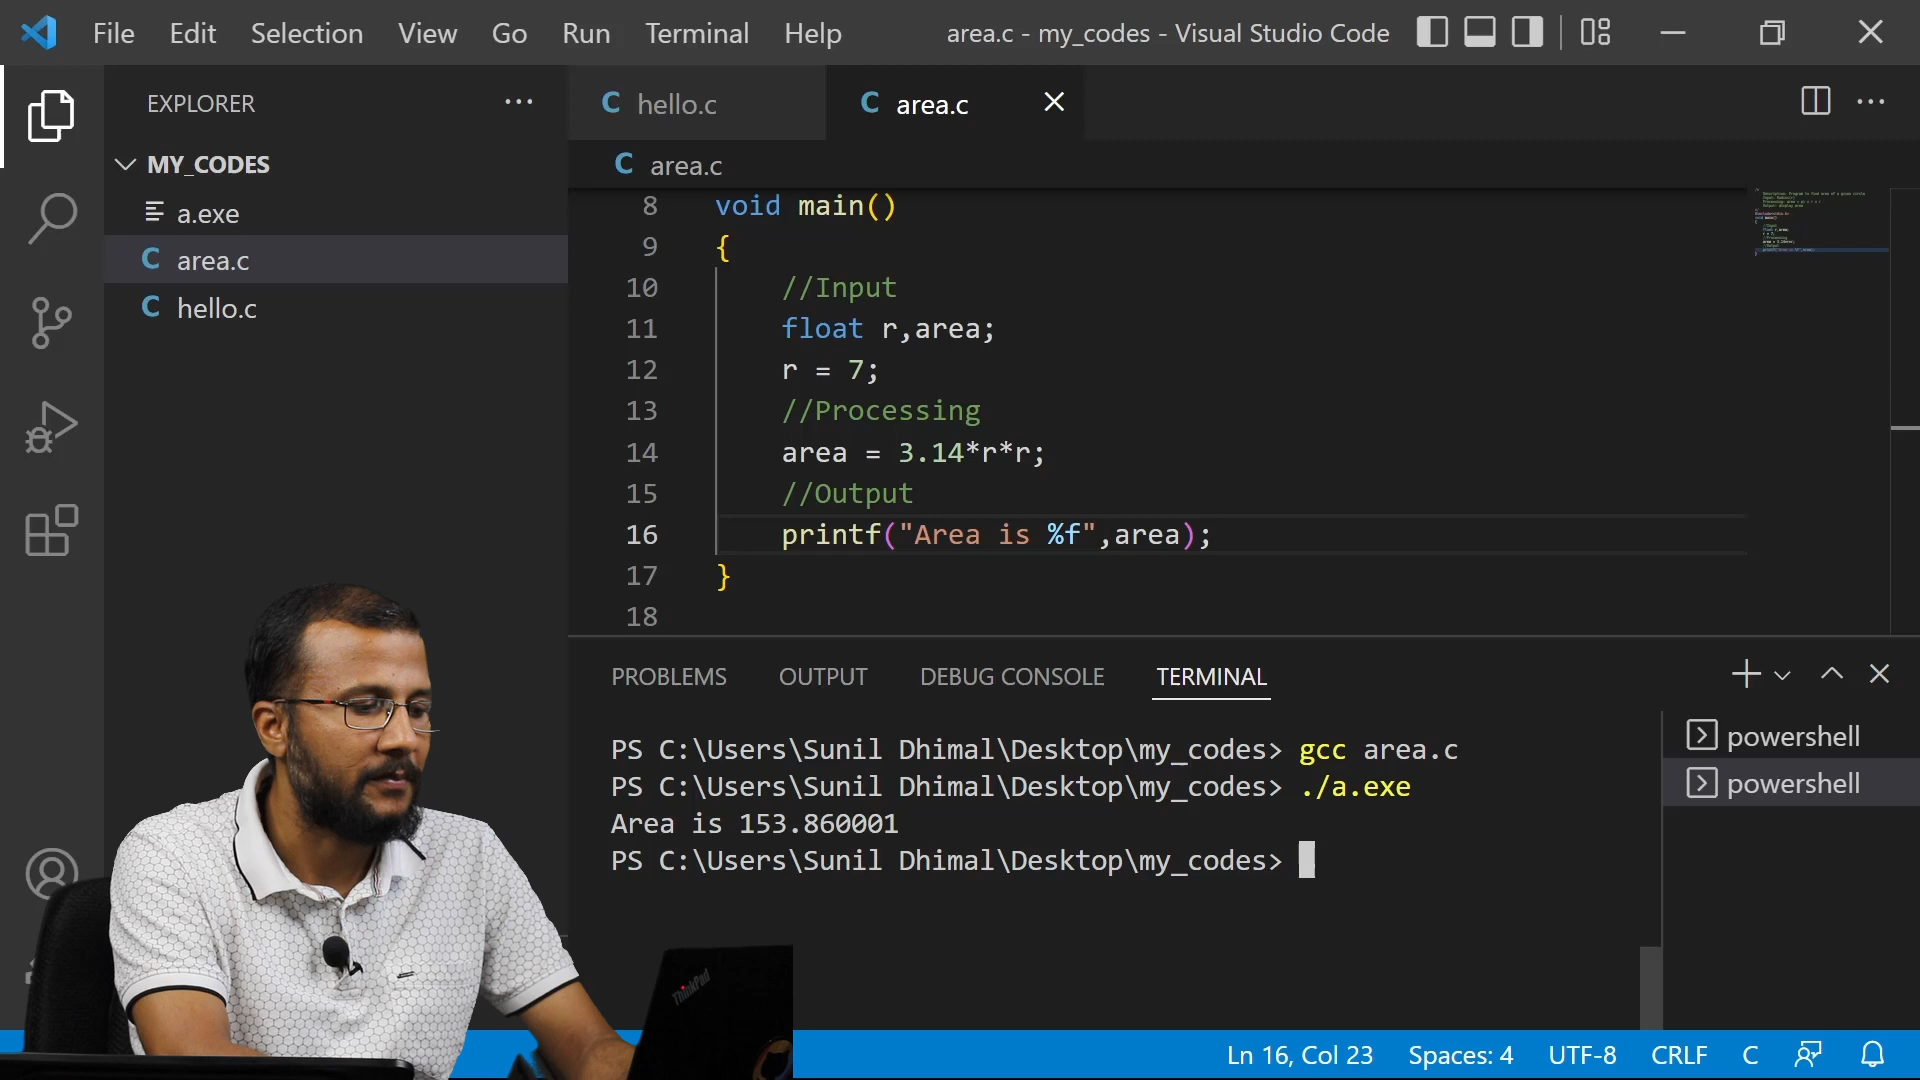 File Edit Selection View Go Run Terminal Help area.c - my_codes - Visual Studio Code
EXPLORER
hello.c
area.c
MY_CODES
area.c
a.exe
area.c
hello.c
8 void main()
9 {
10 //Input
11 float r,area;
12 r = 7;
13 //Processing
14 area = 3.14*r*r;
15 //Output
16 printf("Area is %f",area);
17 }
18
PROBLEMS OUTPUT DEBUG CONSOLE TERMINAL
PS C:\Users\Sunil Dhimal\Desktop\my_codes> gcc area.c
PS C:\Users\Sunil Dhimal\Desktop\my_codes> ./a.exe
Area is 153.860001
PS C:\Users\Sunil Dhimal\Desktop\my_codes>
powershell
powershell
ThinkPad
Ln 16, Col 23 Spaces: 4 UTF-8 CRLF C